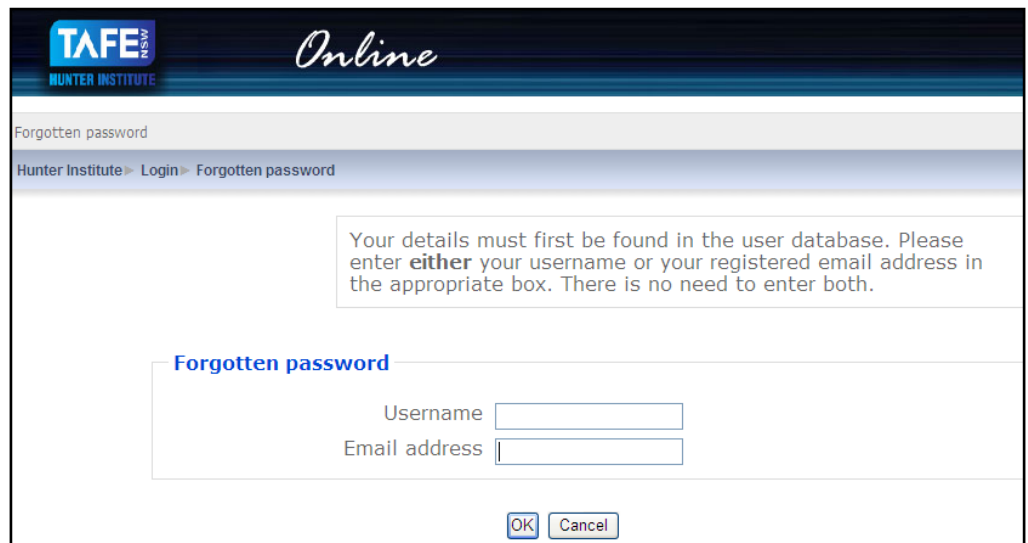 TAFE NSW
HUNTER INSTITUTE
Online
Forgotten password
Hunter Institute ► Login ► Forgotten password
Your details must first be found in the user database. Please
enter either your username or your registered email address in
the appropriate box. There is no need to enter both.
Forgotten password
Username
Email address
OK Cancel